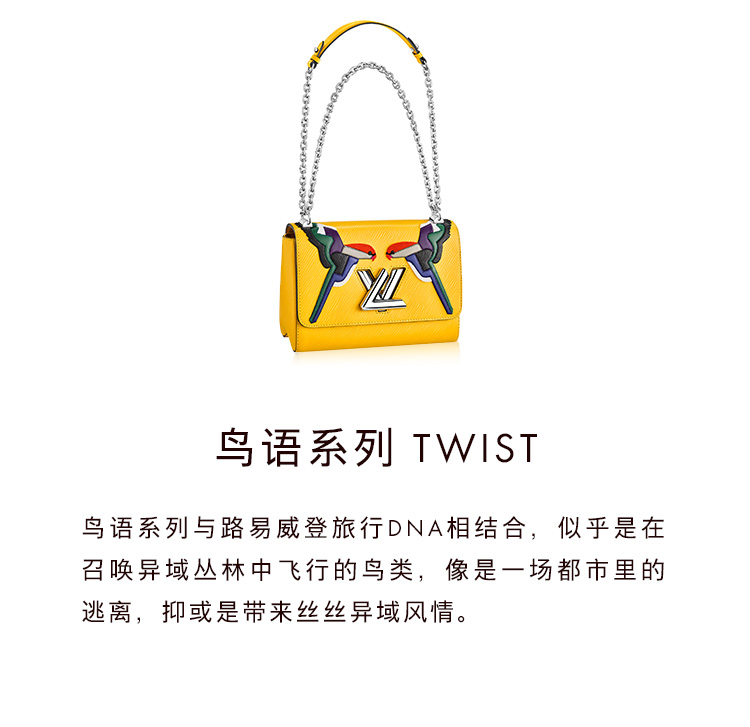 鸟语系列 TWIST
鸟语系列与路易威登旅行DNA相结合，似乎是在
召唤异域丛林中飞行的鸟类，像是一场都市里的
逃离，抑或是带来丝丝异域风情。